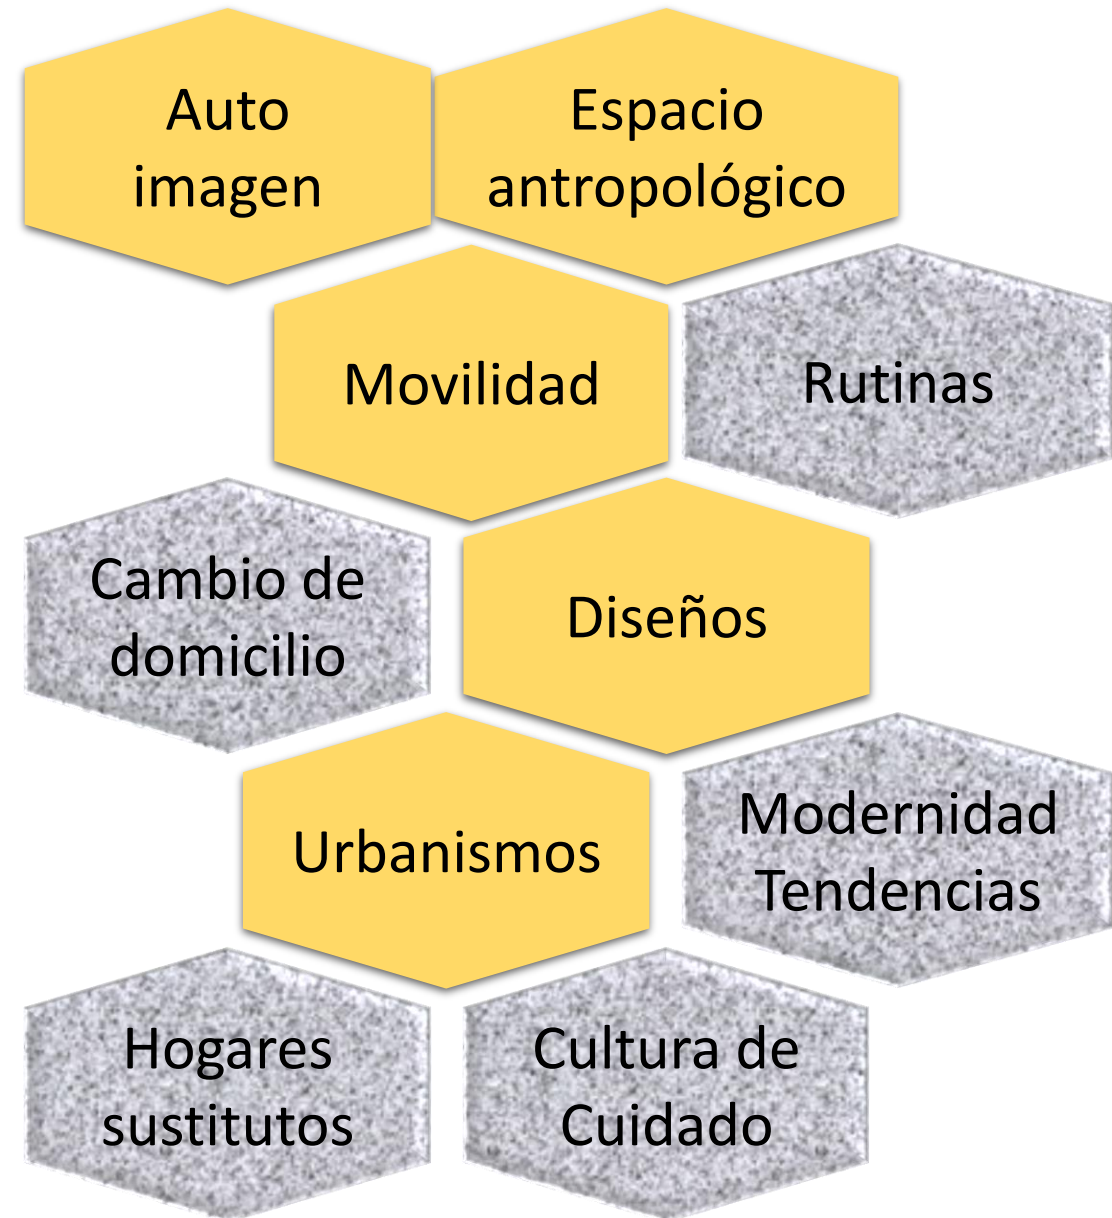 Auto
imagen
Espacio
antropológico
Movilidad
Rutinas
Cambio de
domicilio
Diseños
Urbanismos
Modernidad
Tendencias
Hogares
sustitutos
Cultura de
Cuidado